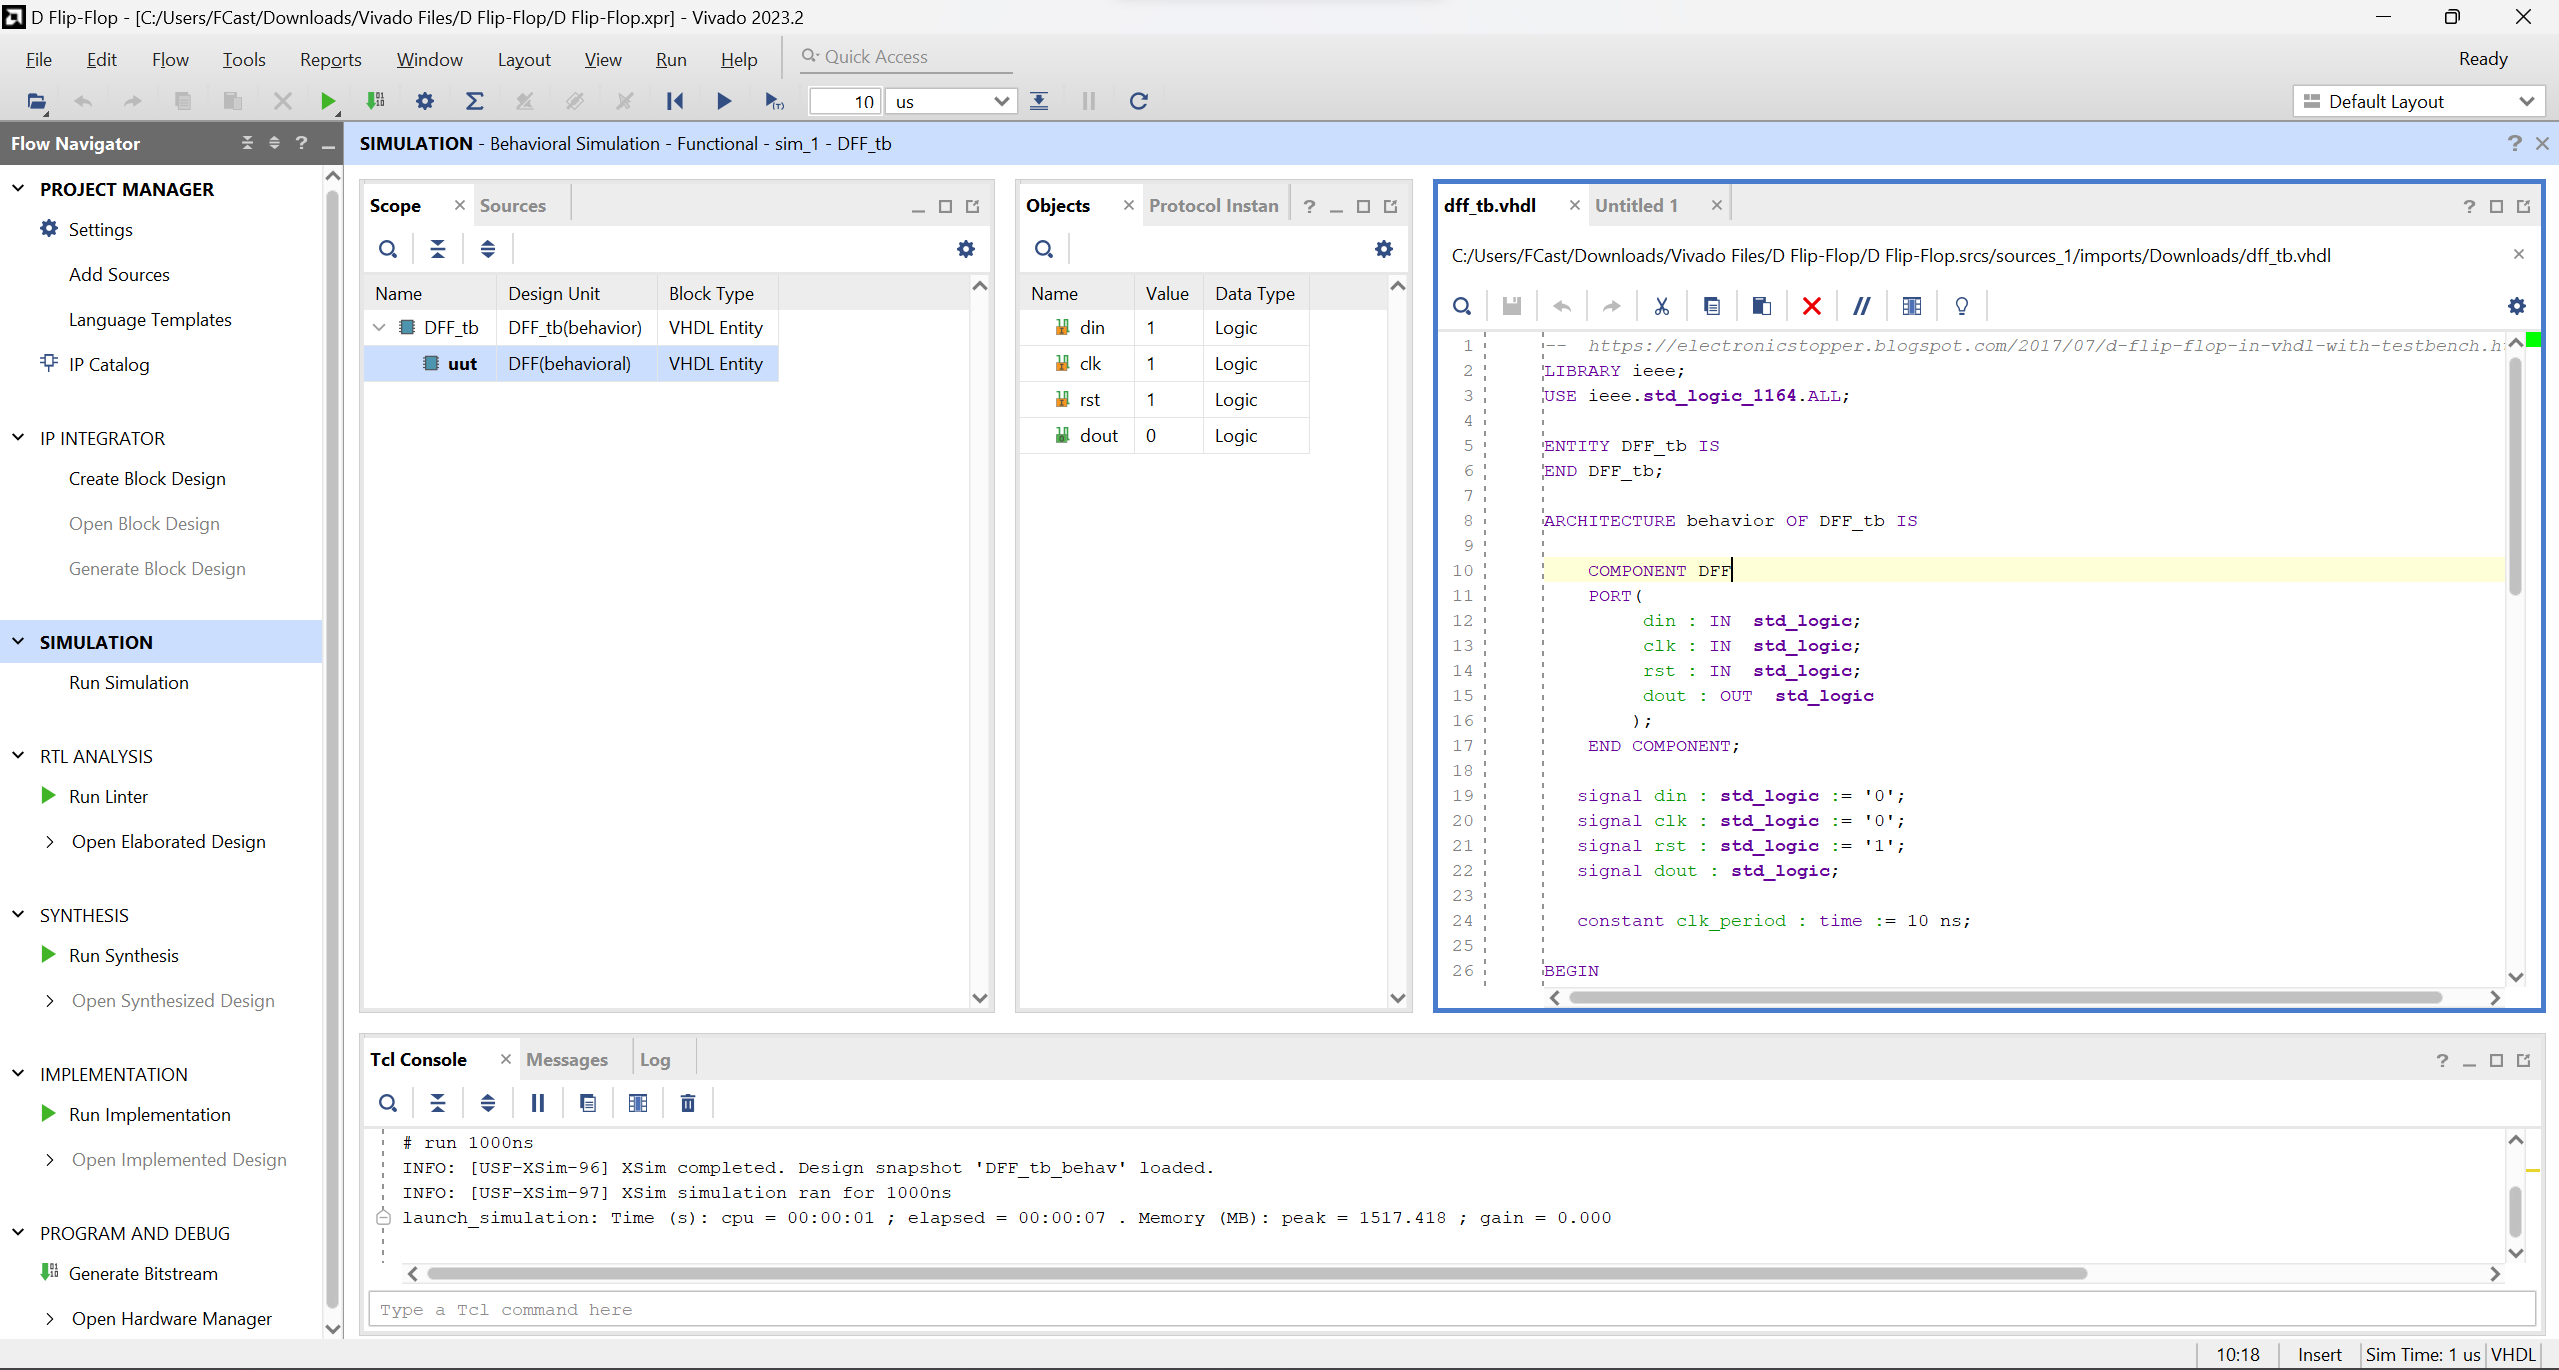 D Flip-Flop - [C:/Users/FCast/Downloads/Vivado Files/D Flip-Flop/D Flip-Flop.xpr] - Vivado 2023.2
File Edit Flow Tools Reports Window Layout View Run Help Quick Access Ready
10 us Default Layout
Flow Navigator
PROJECT MANAGER
Settings
Add Sources
Language Templates
IP Catalog
IP INTEGRATOR
Create Block Design
Open Block Design
Generate Block Design
SIMULATION
Run Simulation
RTL ANALYSIS
Run Linter
Open Elaborated Design
SYNTHESIS
Run Synthesis
Open Synthesized Design
IMPLEMENTATION
Run Implementation
Open Implemented Design
PROGRAM AND DEBUG
Generate Bitstream
Open Hardware Manager
SIMULATION - Behavioral Simulation - Functional - sim_1 - DFF_tb
Scope Sources
Name Design Unit Block Type
DFF_tb DFF_tb(behavior) VHDL Entity
uut DFF(behavioral) VHDL Entity
Objects Protocol Instan
Name Value Data Type
din 1 Logic
clk 1 Logic
rst 1 Logic
dout 0 Logic
dff_tb.vhdl Untitled 1
C:/Users/FCast/Downloads/Vivado Files/D Flip-Flop/D Flip-Flop.srcs/sources_1/imports/Downloads/dff_tb.vhdl
1 -- https://electronicstopper.blogspot.com/2017/07/d-flip-flop-in-vhdl-with-testbench.h
2 LIBRARY ieee;
3 USE ieee.std_logic_1164.ALL;
4
5 ENTITY DFF_tb IS
6 END DFF_tb;
7
8 ARCHITECTURE behavior OF DFF_tb IS
9
10 COMPONENT DFF
11 PORT(
12 din : IN std_logic;
13 clk : IN std_logic;
14 rst : IN std_logic;
15 dout : OUT std_logic
16 );
17 END COMPONENT;
18
19 signal din : std_logic := '0';
20 signal clk : std_logic := '0';
21 signal rst : std_logic := '1';
22 signal dout : std_logic;
23
24 constant clk_period : time := 10 ns;
25
26 BEGIN
Tcl Console Messages Log
# run 1000ns
INFO: [USF-XSim-96] XSim completed. Design snapshot 'DFF_tb_behav' loaded.
INFO: [USF-XSim-97] XSim simulation ran for 1000ns
launch_simulation: Time (s): cpu = 00:00:01 ; elapsed = 00:00:07 . Memory (MB): peak = 1517.418 ; gain = 0.000
Type a Tcl command here
10:18 Insert Sim Time: 1 us VHDL